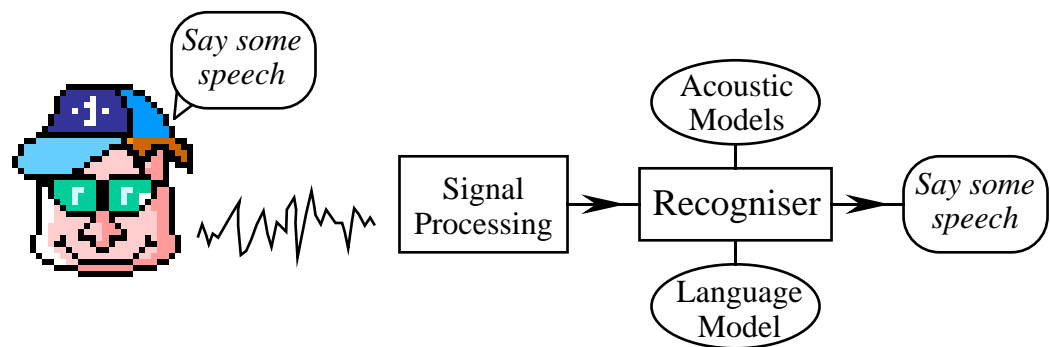 Say some
speech
Acoustic
Models
Signal
Processing
Recogniser
Say some
speech
Language
Model